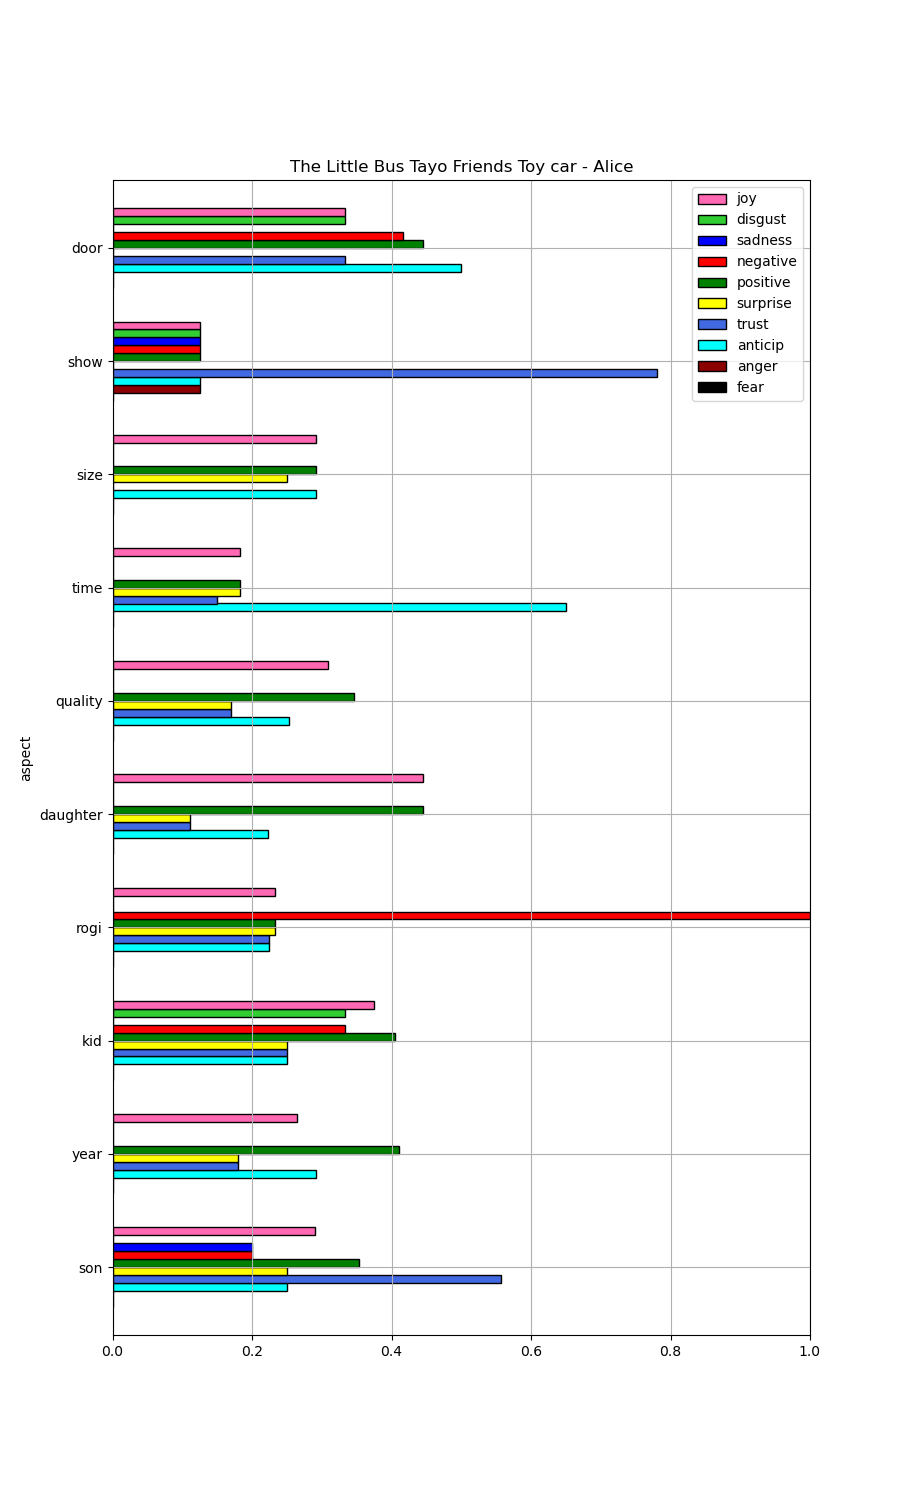 The Little Bus Tayo Friends Toy car - Alice
joy
disgust
sadness
negative
positive
surprise
trust
anticip
anger
fear
door
show
size
time
quality
daughter
rogi
kid
year
son
aspect
0.0 0.2 0.4 0.6 0.8 1.0